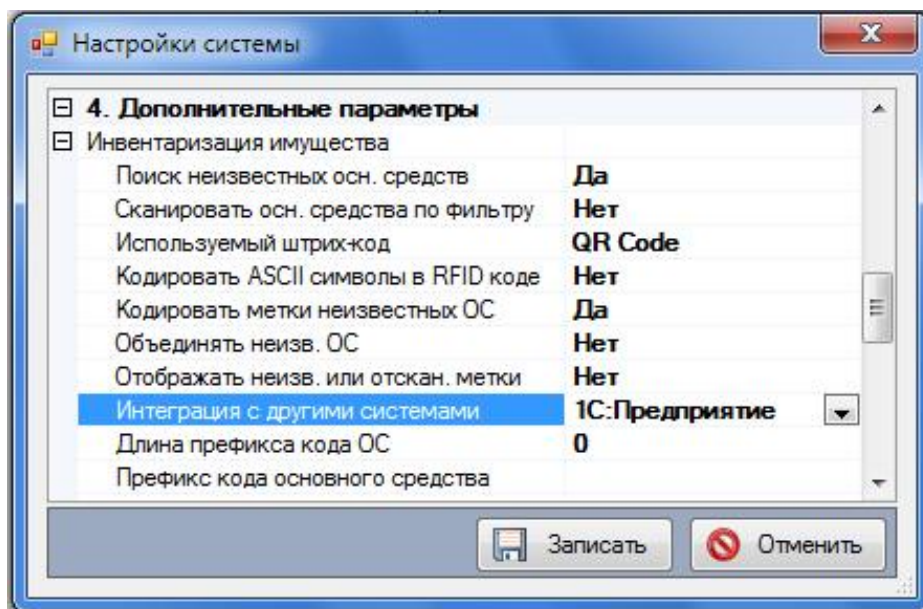 Настройки системы
4. Дополнительные параметры
Инвентаризация имущества
Поиск неизвестных осн. средств Да
Сканировать осн. средства по фильтру Нет
Используемый штрих-код QR Code
Кодировать ASCII символы в RFID коде Нет
Кодировать метки неизвестных ОС Да
Объединять неизв. ОС Нет
Отображать неизв. или отскан. метки Нет
Интеграция с другими системами 1С:Предприятие
Длина префикса кода ОС 0
Префикс кода основного средства
Записать Отменить